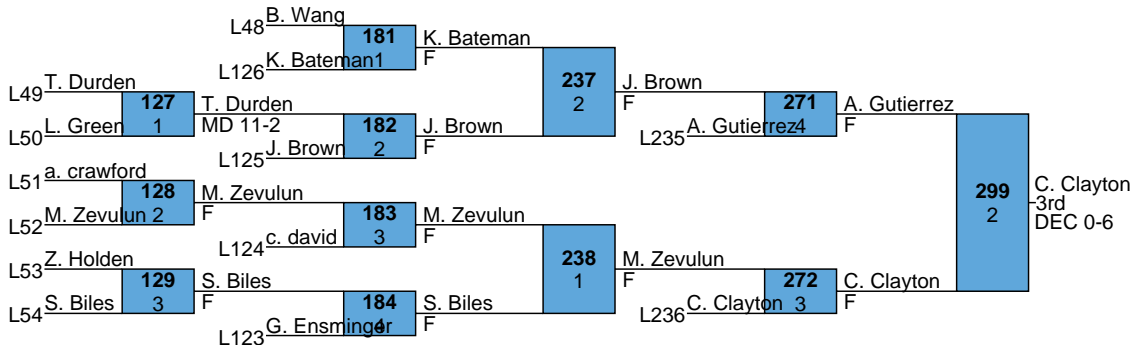 L48 B. Wang
181
1
K. Bateman
F
L126 K. Bateman
237
2
J. Brown
F
L49 T. Durden
127
1
T. Durden
MD 11-2
L50 L. Green
182
2
J. Brown
F
L125 J. Brown
271
4
A. Gutierrez
F
L235 A. Gutierrez
L51 a. crawford
128
2
M. Zevulun
F
L52 M. Zevulun
183
3
M. Zevulun
F
L124 c. david
299
2
C. Clayton
3rd
DEC 0-6
L53 Z. Holden
129
3
S. Biles
F
L54 S. Biles
238
1
M. Zevulun
F
184
4
S. Biles
F
L123 G. Ensminger
272
3
C. Clayton
F
L236 C. Clayton